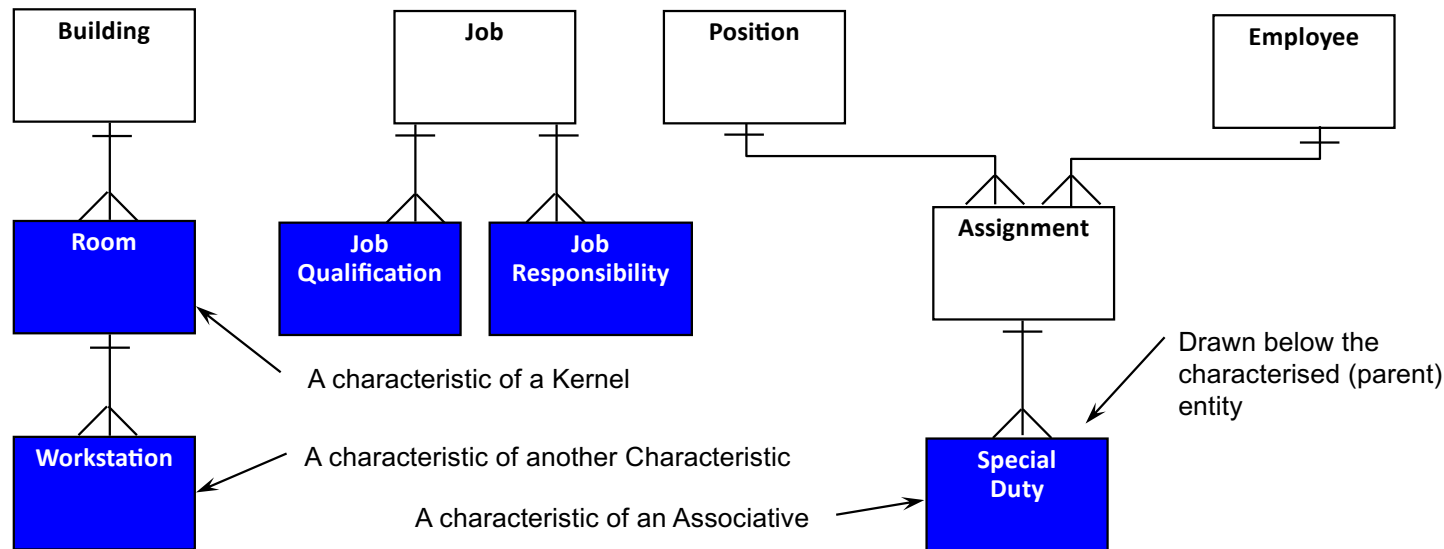 Building
Job
Position
Employee
Room
Job
Qualification
Job
Responsibility
Assignment
A characteristic of a Kernel
Drawn below the
characterised (parent)
entity
Workstation
A characteristic of another Characteristic
Special
Duty
A characteristic of an Associative